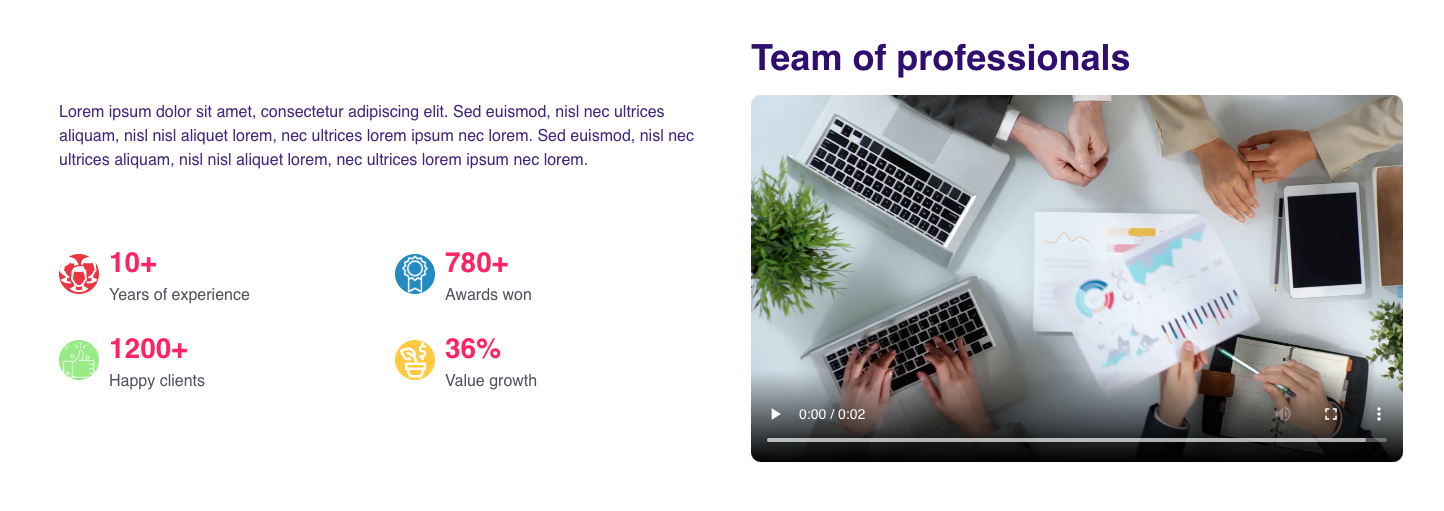 Team of professionals
Lorem ipsum dolor sit amet, consectetur adipiscing elit. Sed euismod, nisl nec ultrices
aliquam, nisl nisl aliquet lorem, nec ultrices lorem ipsum nec lorem. Sed euismod, nisl nec
ultrices aliquam, nisl nisl aliquet lorem, nec ultrices lorem ipsum nec lorem.
10+
Years of experience
780+
Awards won
1200+
Happy clients
36%
Value growth
0:00 / 0:02